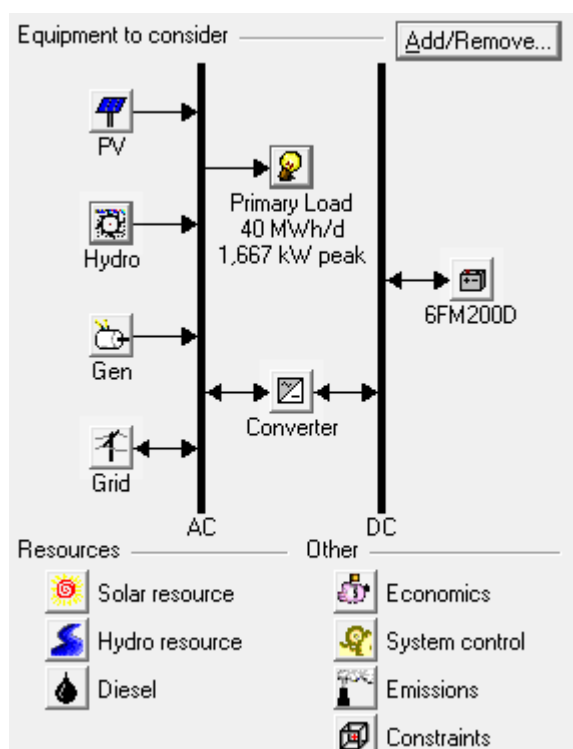 Equipment to consider
Add/Remove...
PV
Primary Load
40 MWh/d
1,667 kW peak
Hydro
6FM200D
Gen
Converter
Grid
AC
DC
Resources
Other
Solar resource
Economics
Hydro resource
System control
Diesel
Emissions
Constraints